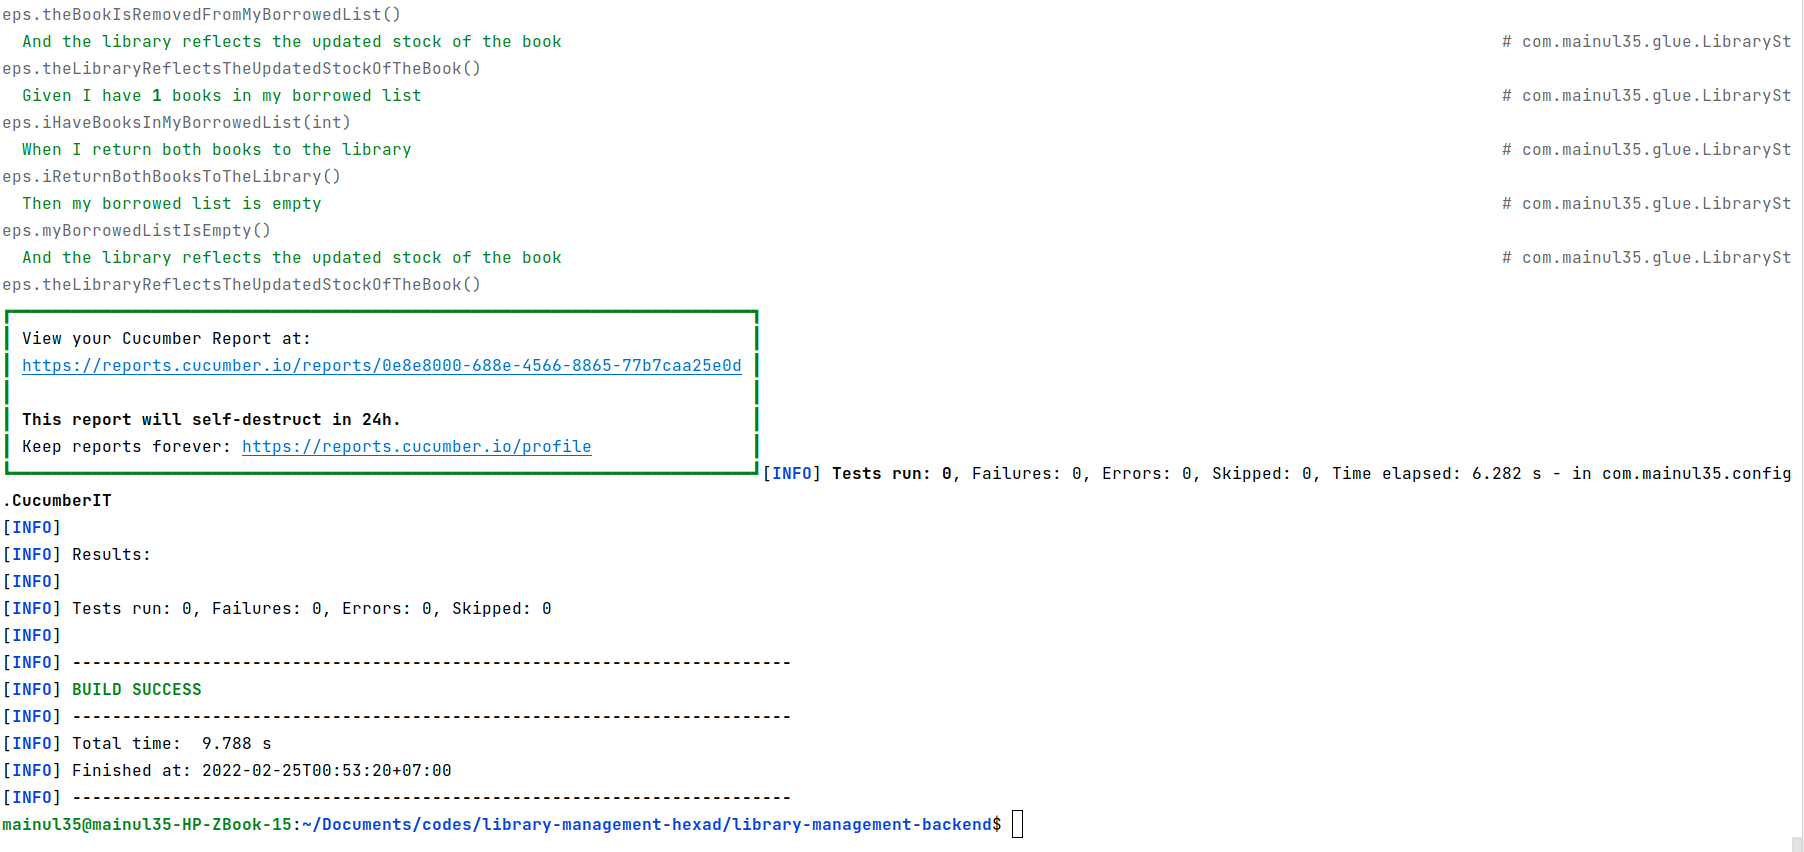 eps.theBookIsRemovedFromMyBorrowedList()
  And the library reflects the updated stock of the book # com.mainul35.glue.LibrarySt
eps.theLibraryReflectsTheUpdatedStockOfTheBook()
  Given I have 1 books in my borrowed list # com.mainul35.glue.LibrarySt
eps.iHaveBooksInMyBorrowedList(int)
  When I return both books to the library # com.mainul35.glue.LibrarySt
eps.iReturnBothBooksToTheLibrary()
  Then my borrowed list is empty # com.mainul35.glue.LibrarySt
eps.myBorrowedListIsEmpty()
  And the library reflects the updated stock of the book # com.mainul35.glue.LibrarySt
eps.theLibraryReflectsTheUpdatedStockOfTheBook()
View your Cucumber Report at:
https://reports.cucumber.io/reports/0e8e8000-688e-4566-8865-77b7caa25e0d
This report will self-destruct in 24h.
Keep reports forever: https://reports.cucumber.io/profile
[INFO] Tests run: 0, Failures: 0, Errors: 0, Skipped: 0, Time elapsed: 6.282 s - in com.mainul35.config
.CucumberIT
[INFO]
[INFO] Results:
[INFO]
[INFO] Tests run: 0, Failures: 0, Errors: 0, Skipped: 0
[INFO]
[INFO] ------------------------------------------------------------------------
[INFO] BUILD SUCCESS
[INFO] ------------------------------------------------------------------------
[INFO] Total time:  9.788 s
[INFO] Finished at: 2022-02-25T00:53:20+07:00
[INFO] ------------------------------------------------------------------------
mainul35@mainul35-HP-ZBook-15:~/Documents/codes/library-management-hexad/library-management-backend$